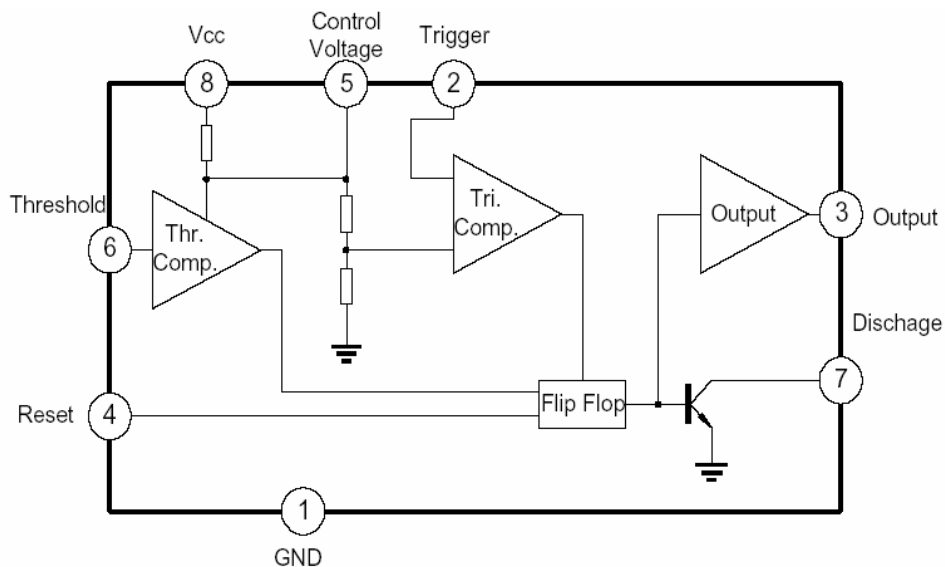 Vcc
Control
Voltage
Trigger
8
5
2
Threshold
6
Thr.
Comp.
Tri.
Comp.
Output
3
Output
Dischage
7
Reset
4
Flip Flop
1
GND